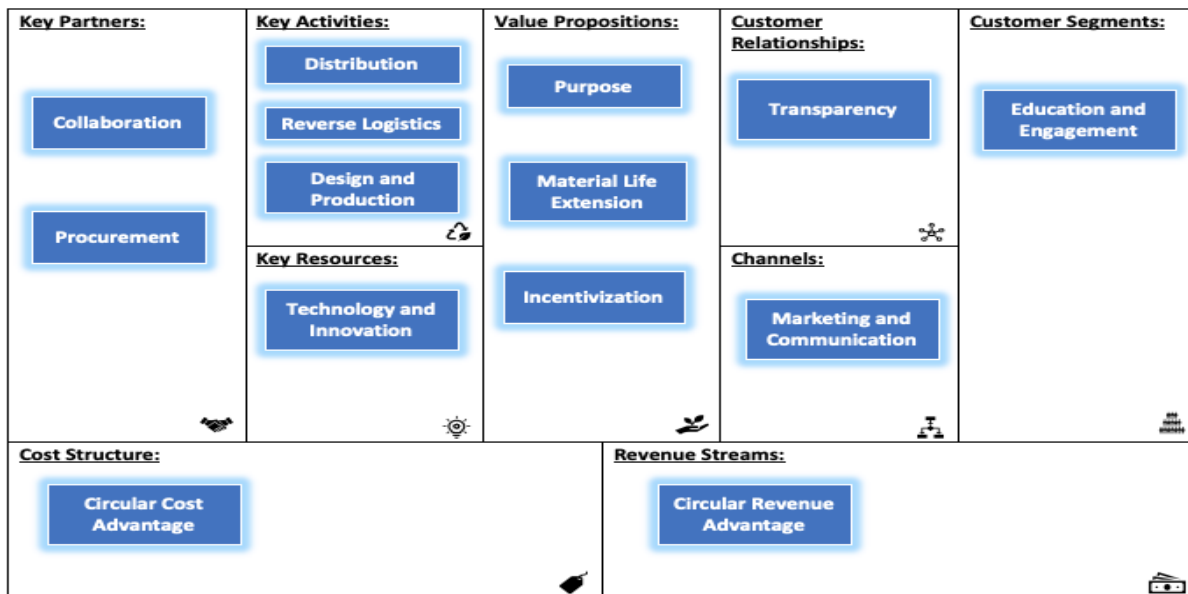 Key Partners:
Collaboration
Procurement
Key Activities:
Distribution
Reverse Logistics
Design and
Production
Key Resources:
Technology and
Innovation
Value Propositions:
Purpose
Material Life
Extension
Incentivization
Customer
Relationships:
Transparency
Channels:
Marketing and
Communication
Customer Segments:
Education and
Engagement
Cost Structure:
Circular Cost
Advantage
Revenue Streams:
Circular Revenue
Advantage